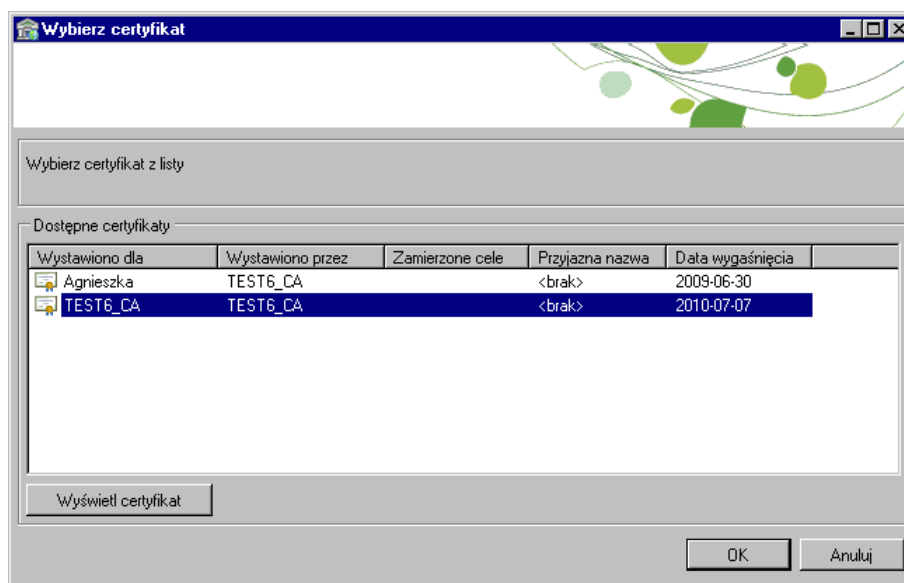 Wybierz certyfikat
Wybierz certyfikat z listy
Dostępne certyfikaty
Wystawiono dla Wystawiono przez Zamierzone cele Przyjazna nazwa Data wygaśnięcia
Agnieszka TEST6_CA <brak> 2009-06-30
TEST6_CA TEST6_CA <brak> 2010-07-07
Wyświetl certyfikat
OK Anuluj